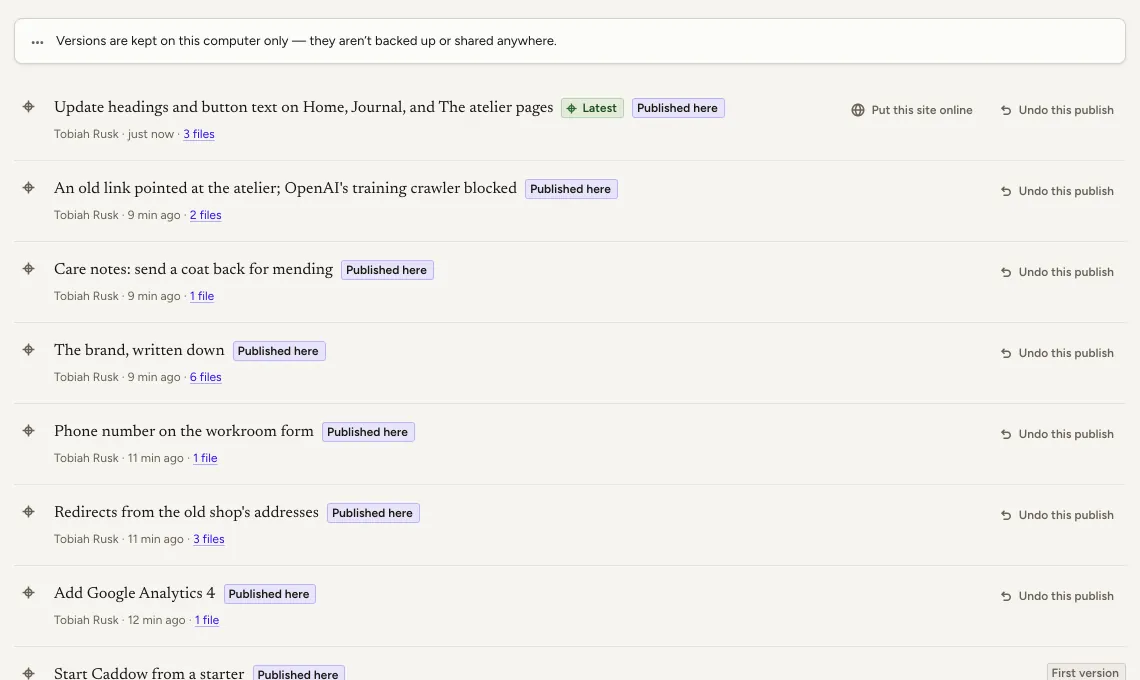 Versions are kept on this computer only — they aren't backed up or shared anywhere.
Update headings and button text on Home, Journal, and The atelier pages Latest Published here Put this site online Undo this publish
Tobiah Rusk · just now · 3 files
An old link pointed at the atelier; OpenAI's training crawler blocked Published here Undo this publish
Tobiah Rusk · 9 min ago · 2 files
Care notes: send a coat back for mending Published here Undo this publish
Tobiah Rusk · 9 min ago · 1 file
The brand, written down Published here Undo this publish
Tobiah Rusk · 9 min ago · 6 files
Phone number on the workroom form Published here Undo this publish
Tobiah Rusk · 11 min ago · 1 file
Redirects from the old shop's addresses Published here Undo this publish
Tobiah Rusk · 11 min ago · 3 files
Add Google Analytics 4 Published here Undo this publish
Tobiah Rusk · 12 min ago · 1 file
Start Caddow from a starter Published here First version